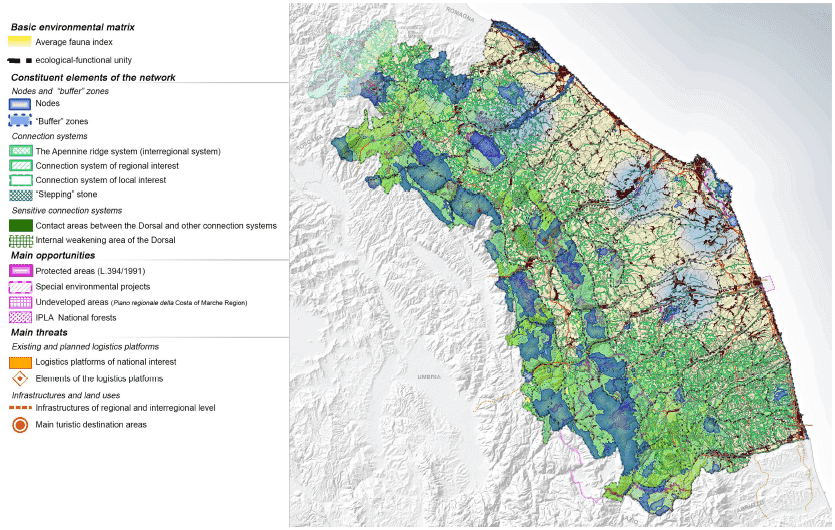 Basic environmental matrix
Average fauna index
ecological-functional unity
Constituent elements of the network
Nodes and "buffer" zones
Nodes
"Buffer" zones
Connection systems
The Apennine ridge system (interregional system)
Connection system of regional interest
Connection system of local interest
"Stepping" stone
Sensitive connection systems
Contact areas between the Dorsal and other connection systems
Internal weakening area of the Dorsal
Main opportunities
Protected areas (L.394/1991)
Special environmental projects
Undeveloped areas (Piano regionale della Costa of Marche Region)
IPLA National forests
Main threats
Existing and planned logistics platforms
Logistics platforms of national interest
Elements of the logistics platforms
Infrastructures and land uses
Infrastructures of regional and interregional level
Main turistic destination areas
ROMAGNA
UMBRIA